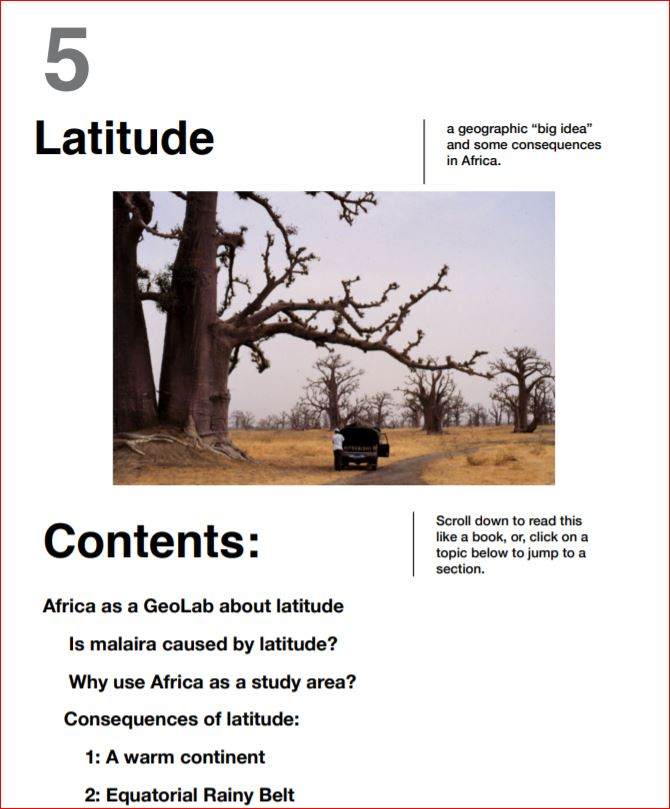 5
Latitude
a geographic “big idea”
and some consequences
in Africa.
Contents:
Scroll down to read this
like a book, or, click on a
topic below to jump to a
section.
Africa as a GeoLab about latitude
Is malaira caused by latitude?
Why use Africa as a study area?
Consequences of latitude:
1: A warm continent
2: Equatorial Rainy Belt